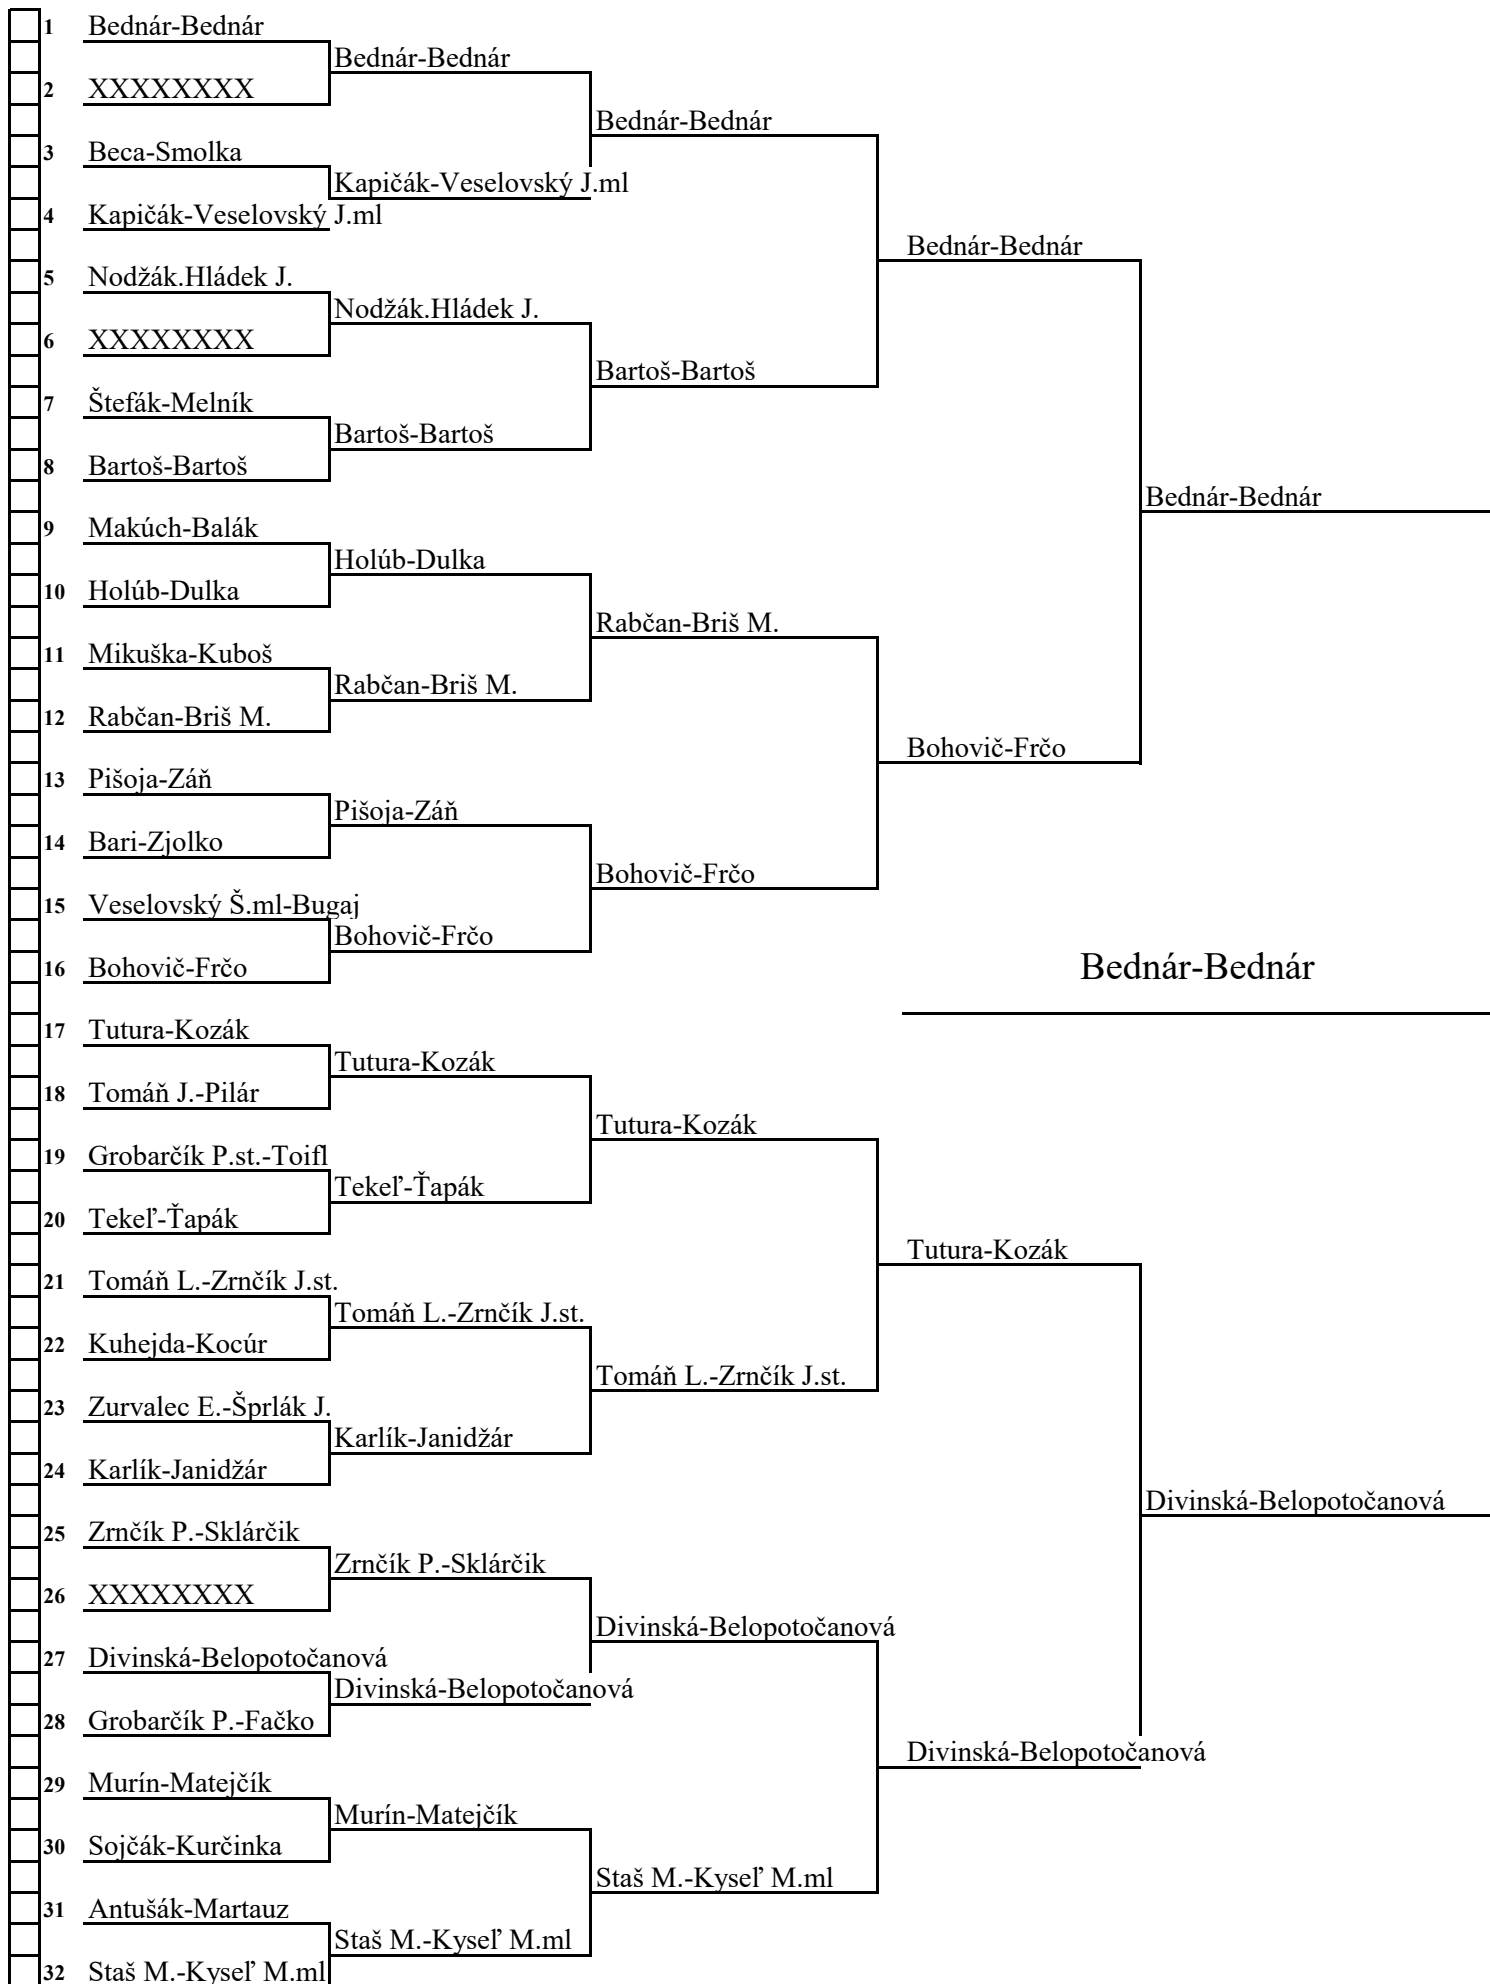 1 Bednár-Bednár
Bednár-Bednár
2 XXXXXXXX
Bednár-Bednár
3 Beca-Smolka
Kapičák-Veselovský J.ml
4 Kapičák-Veselovský J.ml
Bednár-Bednár
5 Nodžák.Hládek J.
Nodžák.Hládek J.
6 XXXXXXXX
Bartoš-Bartoš
7 Štefák-Melník
Bartoš-Bartoš
8 Bartoš-Bartoš
Bednár-Bednár
9 Makúch-Balák
Holúb-Dulka
10 Holúb-Dulka
Rabčan-Briš M.
11 Mikuška-Kuboš
Rabčan-Briš M.
12 Rabčan-Briš M.
Bohovič-Frčo
13 Pišoja-Záň
Pišoja-Záň
14 Bari-Zjolko
Bohovič-Frčo
15 Veselovský Š.ml-Bugaj
Bohovič-Frčo
16 Bohovič-Frčo
Bednár-Bednár
17 Tutura-Kozák
Tutura-Kozák
18 Tomáň J.-Pilár
Tutura-Kozák
19 Grobarčík P.st.-Toifl
Tekeľ-Ťapák
20 Tekeľ-Ťapák
Tutura-Kozák
21 Tomáň L.-Zrnčík J.st.
Tomáň L.-Zrnčík J.st.
22 Kuhejda-Kocúr
Tomáň L.-Zrnčík J.st.
23 Zurvalec E.-Šprlák J.
Karlík-Janidžár
24 Karlík-Janidžár
Divinská-Belopotočanová
25 Zrnčík P.-Sklárčik
Zrnčík P.-Sklárčik
26 XXXXXXXX
Divinská-Belopotočanová
27 Divinská-Belopotočanová
Divinská-Belopotočanová
28 Grobarčík P.-Fačko
Divinská-Belopotočanová
29 Murín-Matejčík
Murín-Matejčík
30 Sojčák-Kurčinka
Staš M.-Kyseľ M.ml
31 Antušák-Martauz
Staš M.-Kyseľ M.ml
32 Staš M.-Kyseľ M.ml